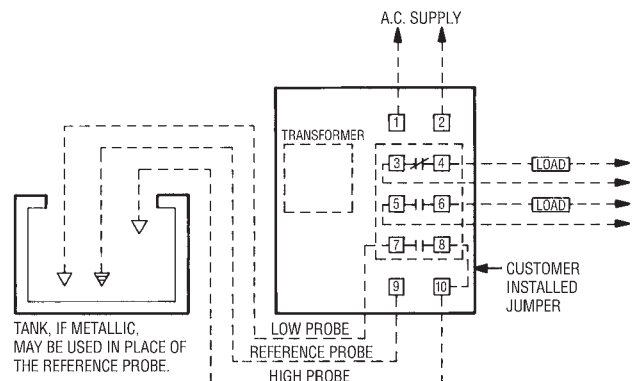 A.C. SUPPLY
1 2
TRANSFORMER
3 4 LOAD
5 6 LOAD
7 8
9 10
CUSTOMER
INSTALLED
JUMPER
TANK, IF METALLIC,
MAY BE USED IN PLACE OF
THE REFERENCE PROBE.
LOW PROBE
REFERENCE PROBE
HIGH PROBE